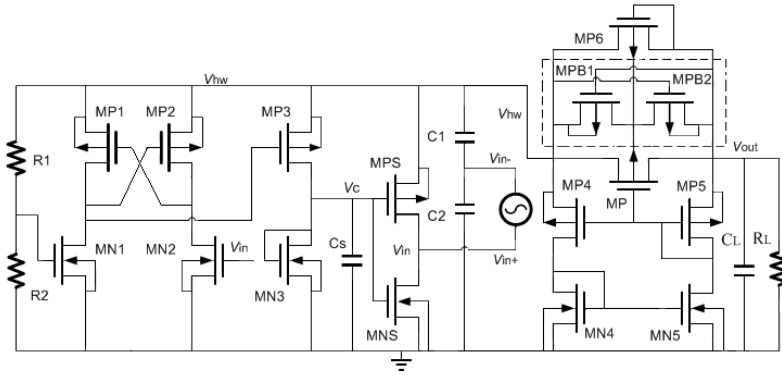 MP6
MPB1
MPB2
Vhw
MP1
MP2
MP3
C1
Vhw
Vin-
Vout
R1
MPS
Vc
C2
MP
MP4
MP5
MN1
MN2
Vin
Cs
Vin
Vin+
CL
RL
R2
MN3
MNS
MN4
MN5